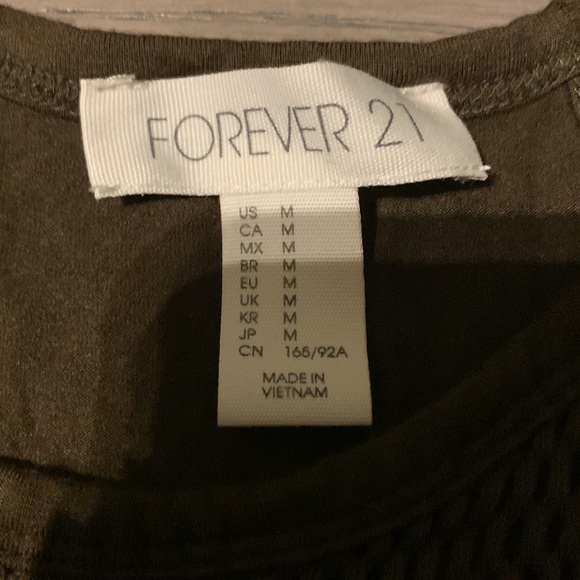 FOREVER 21
US M
CA M
MX M
BR M
EU M
UK M
KR M
JP M
CN 165/92A
MADE IN
VIETNAM